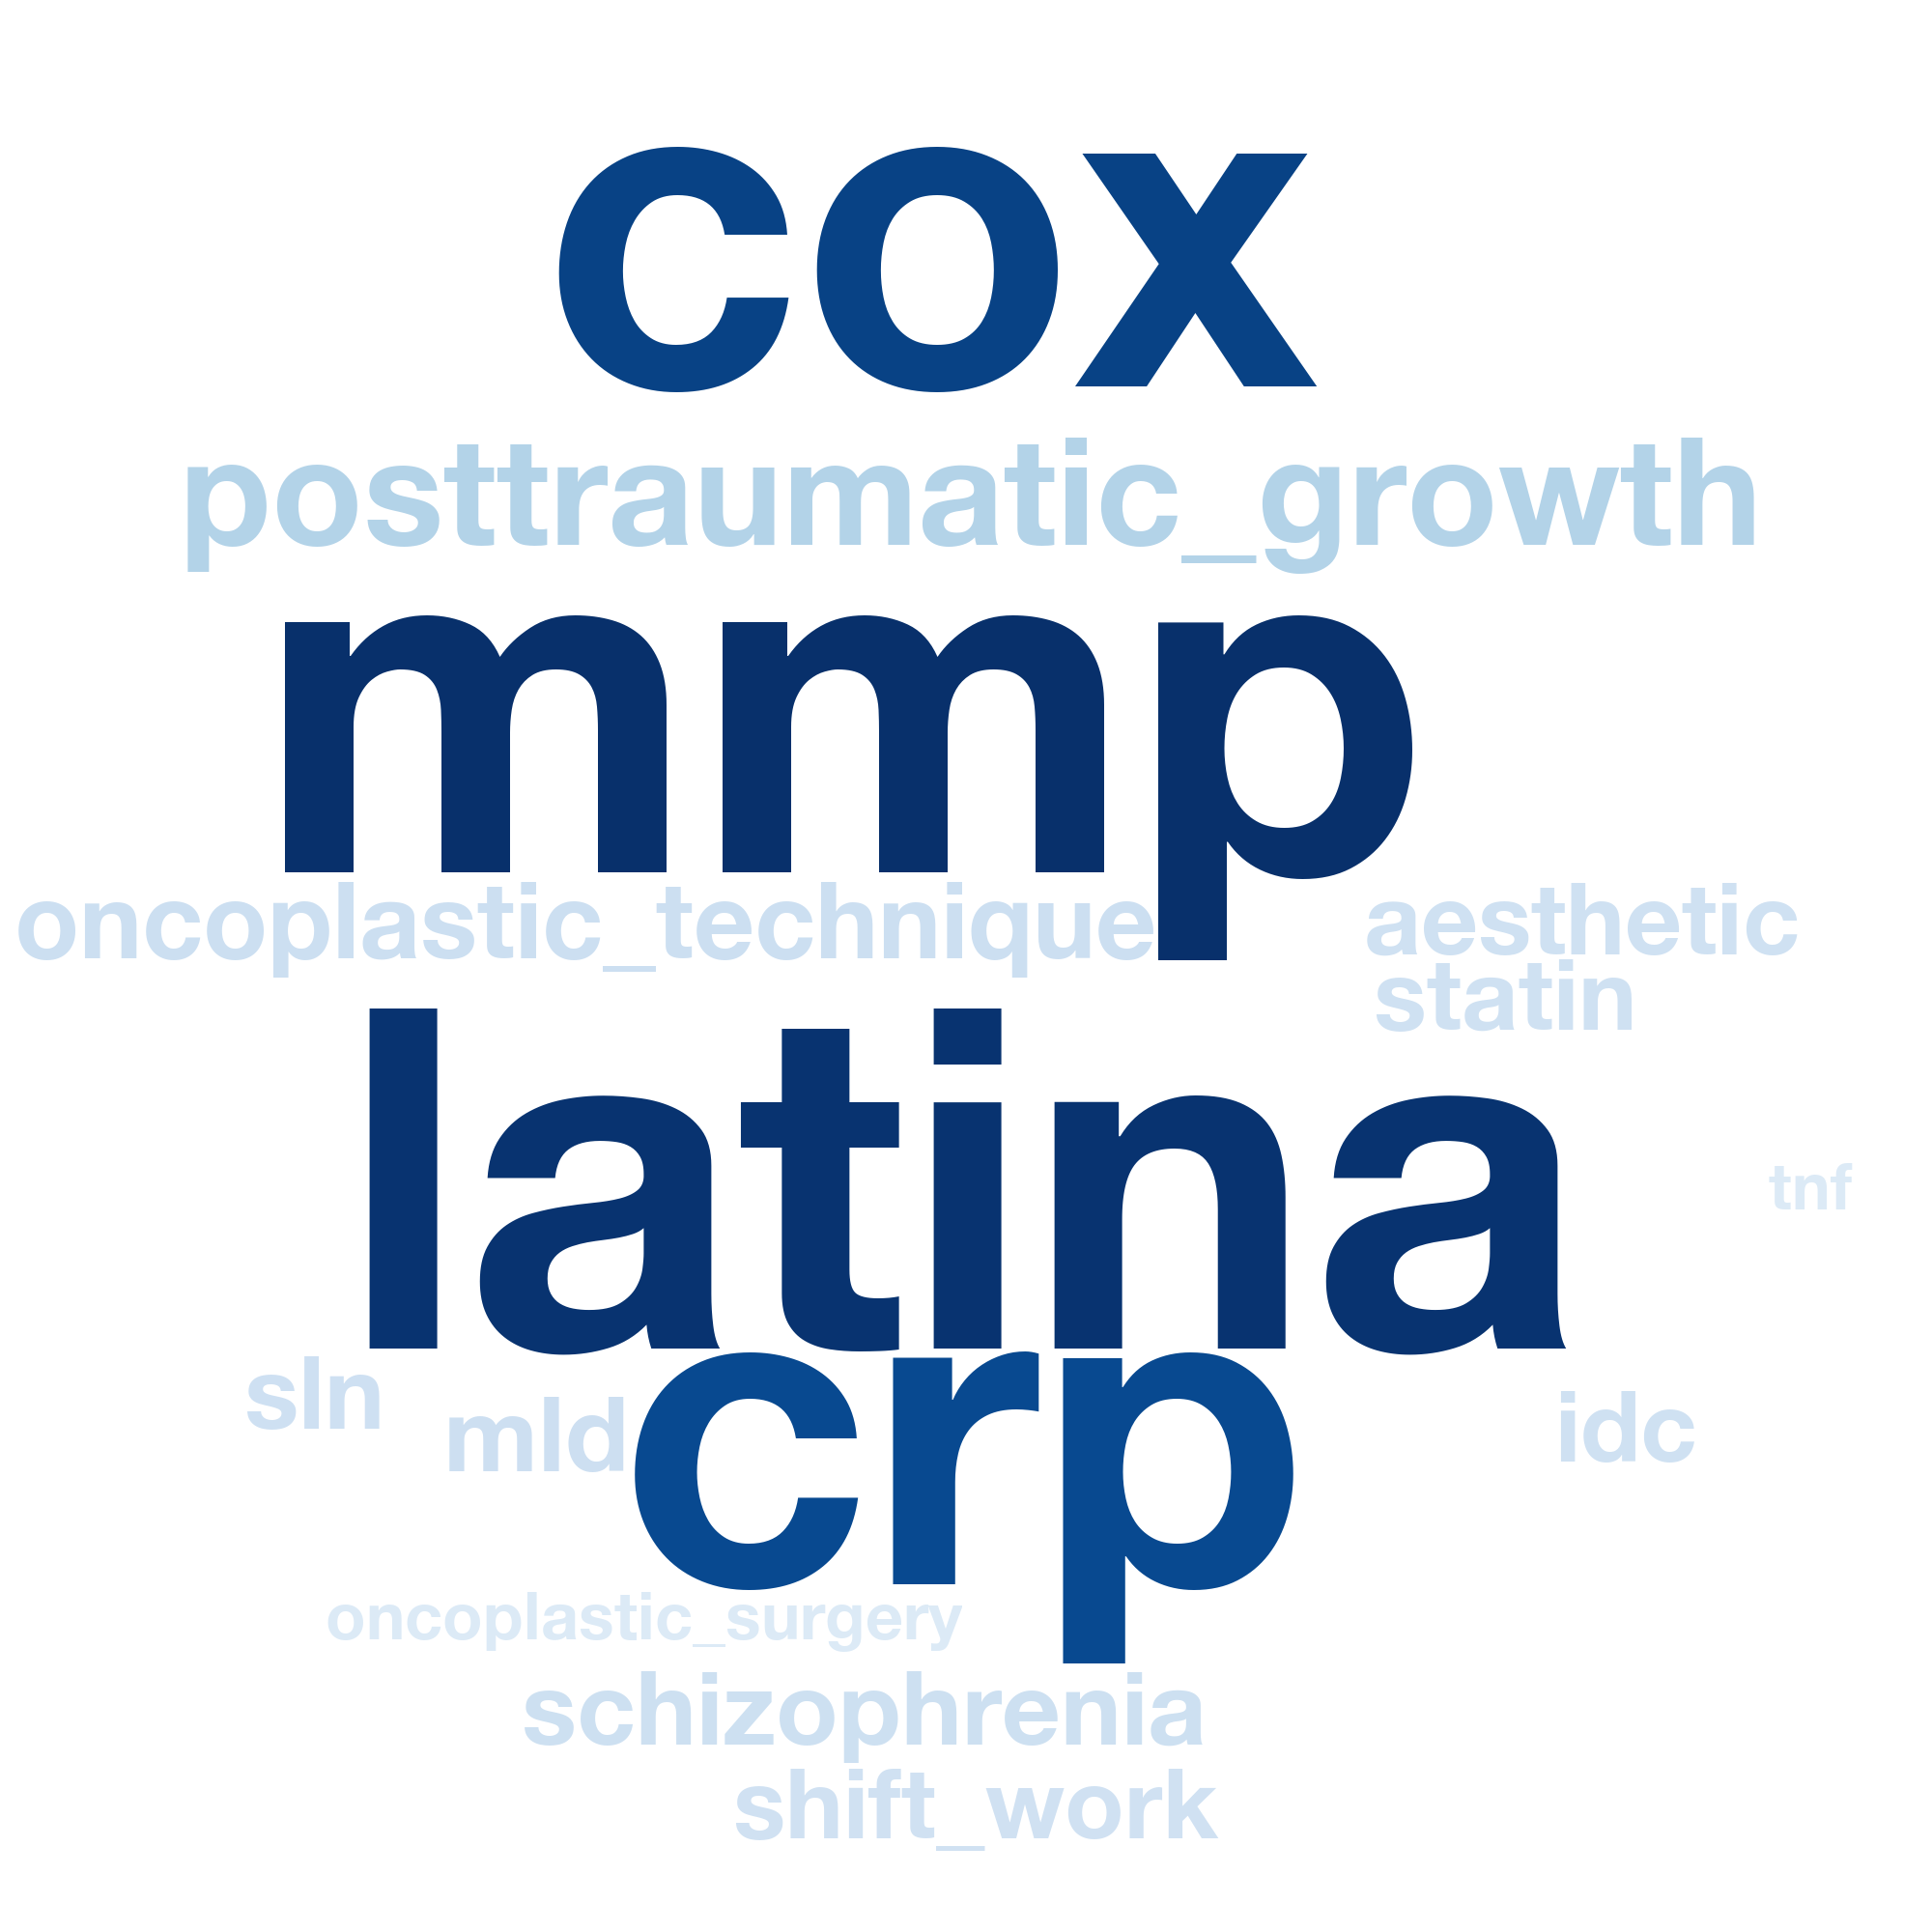 cox
posttraumatic_growth
mmp
oncoplastic_technique
aesthetic
statin
latina
tnf
sln
mld
crp
idc
oncoplastic_surgery
schizophrenia
shift_work